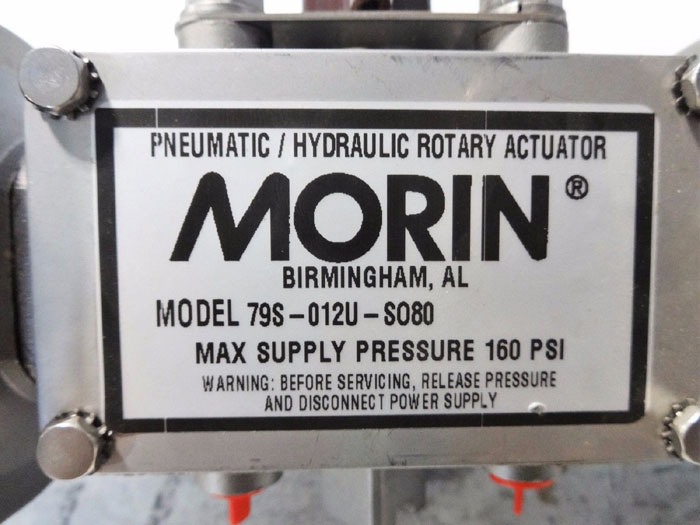 PNEUMATIC / HYDRAULIC ROTARY ACTUATOR
MORIN®
BIRMINGHAM, AL
MODEL 79S-012U-S080
MAX SUPPLY PRESSURE 160 PSI
WARNING: BEFORE SERVICING, RELEASE PRESSURE
AND DISCONNECT POWER SUPPLY